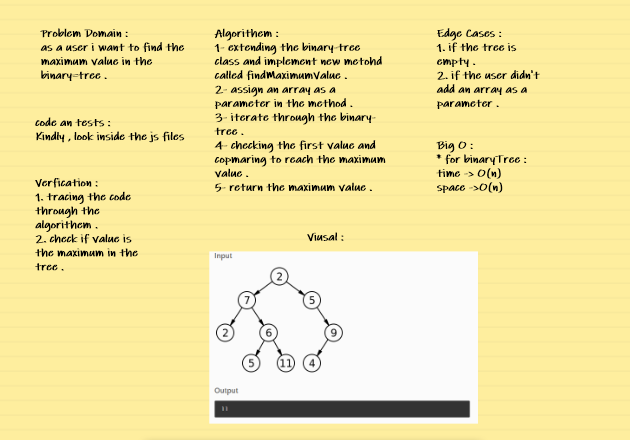 Problem Domain :
as a user i want to find the
maximum value in the
binary=tree .
code an tests :
Kindly , look inside the js files
Verfication :
1. tracing the code
through the
algorithem .
2. check if value is
the maximum in the
tree .
Algorithem :
1- extending the binary-tree
class and implement new metohd
called findMaximumValue .
2- assign an array as a
parameter in the method .
3- iterate through the binary-
tree .
4- checking the first value and
copmaring to reach the maximum
value .
5- return the maximum value .
Edge Cases :
1. if the tree is
empty .
2. if the user didn't
add an array as a
parameter .
Big O :
* for binaryTree :
time -> O(n)
space ->O(n)
Viusal :
Input
2
7 5
2 6 9
5 11 4
Output
11